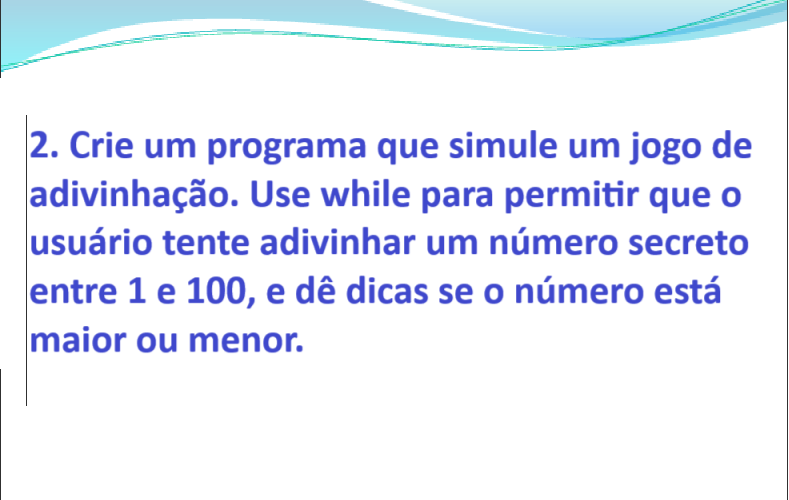 2. Crie um programa que simule um jogo de
adivinhação. Use while para permitir que o
usuário tente adivinhar um número secreto
entre 1 e 100, e dê dicas se o número está
maior ou menor.